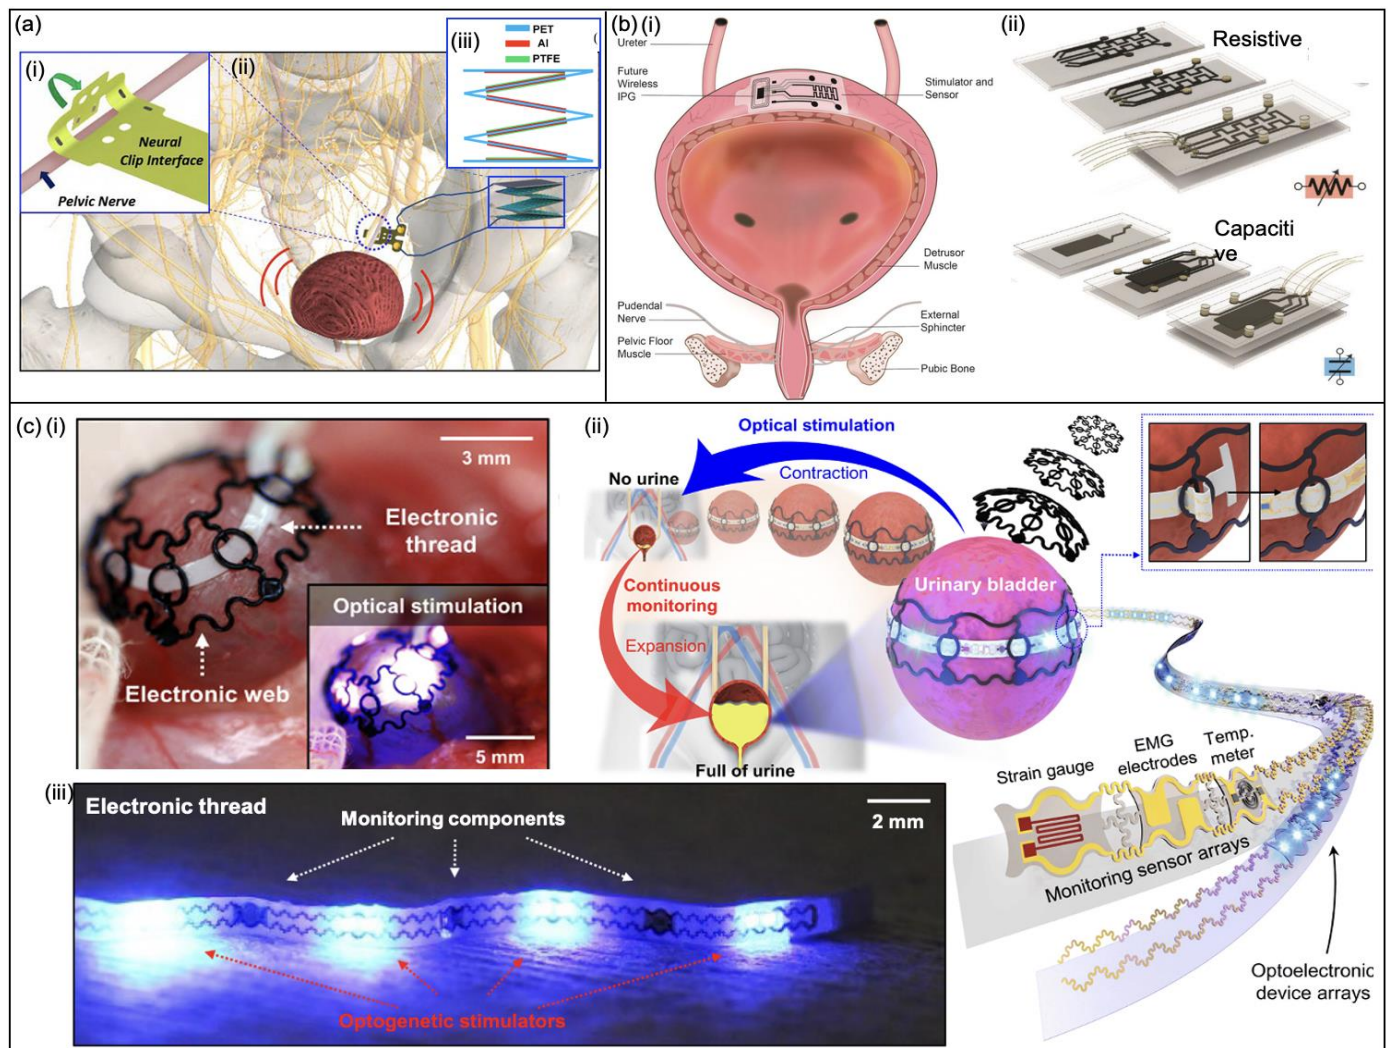 (a)
(i)
Neural
Clip Interface
Pelvic Nerve
(ii)
(iii)
PET
Al
PTFE
(
(b)
(i)
Ureter
Future
Wireless
IPG
Stimulator and
Sensor
Detrusor
Muscle
Pudendal
Nerve
Pelvic Floor
Muscle
External
Sphincter
Pubic Bone
(ii)
Resistive
Capaciti
ve
(c)
(i)
3 mm
Electronic
thread
Electronic web
Optical stimulation
5 mm
(ii)
Optical stimulation
Contraction
No urine
Continuous
monitoring
Expansion
Full of urine
Urinary bladder
Strain gauge
EMG
electrodes
Temp.
meter
Monitoring sensor arrays
Optoelectronic
device arrays
(iii)
Electronic thread
Monitoring components
2 mm
Optogenetic stimulators